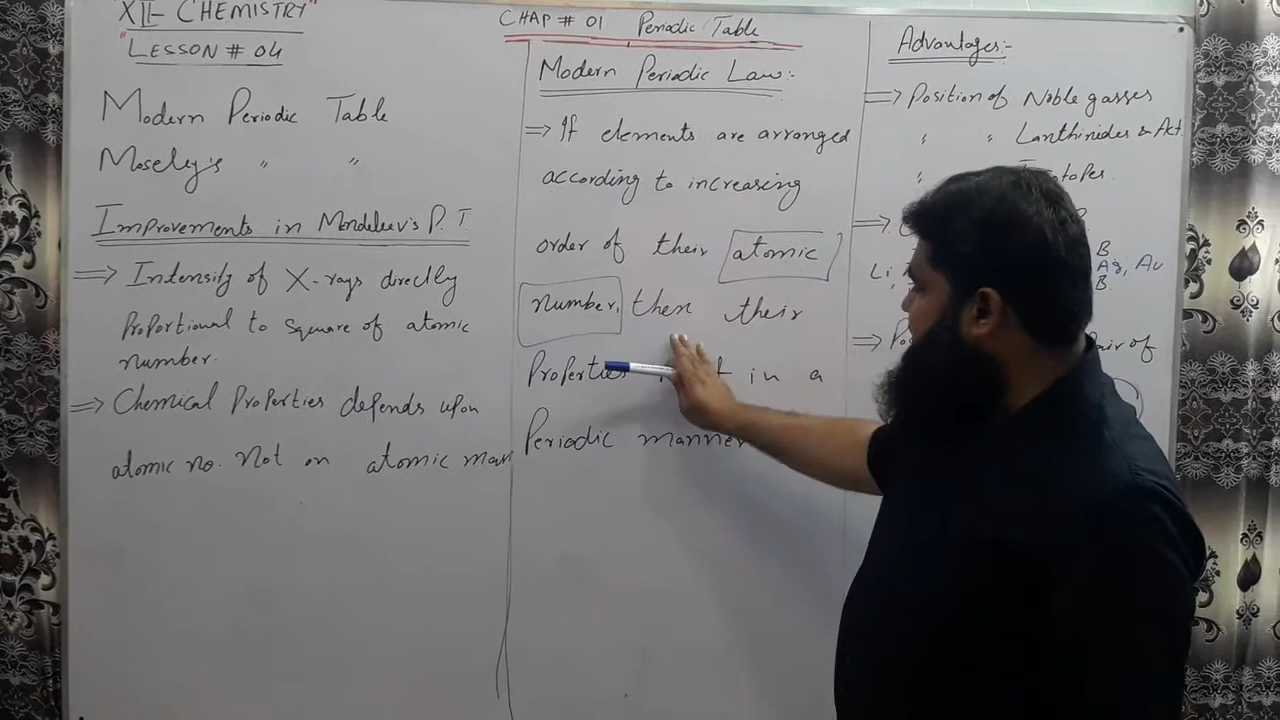 "XII- CHEMISTRY"
"LESSON # 04
Modern Periodic Table
Mosely's " "
Improvements in Mendeleev's P.T.
⇒ Intensity of X-rays directly
Proportional to square of atomic
number.
⇒ Chemical Properties depends upon
atomic no. Not on atomic mass
CHAP # 01 Periodic Table
Modern Periodic Law:-
⇒ If elements are arranged
according to increasing
order of their atomic
number, then their
Properties in a
Periodic manner
Advantages:-
⇒ Position of Noble gasses
" " Lanthinides & Act
"
⇒
B
Li, Ag, Au
B.
⇒ Pair of